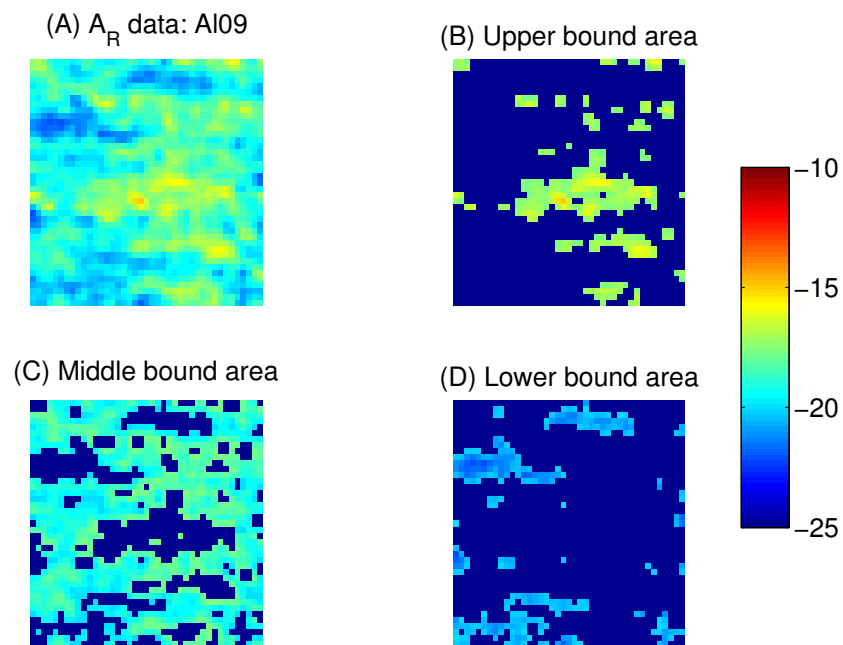 (A) A_R data: Al09
(B) Upper bound area
(C) Middle bound area
(D) Lower bound area
−10
−15
−20
−25